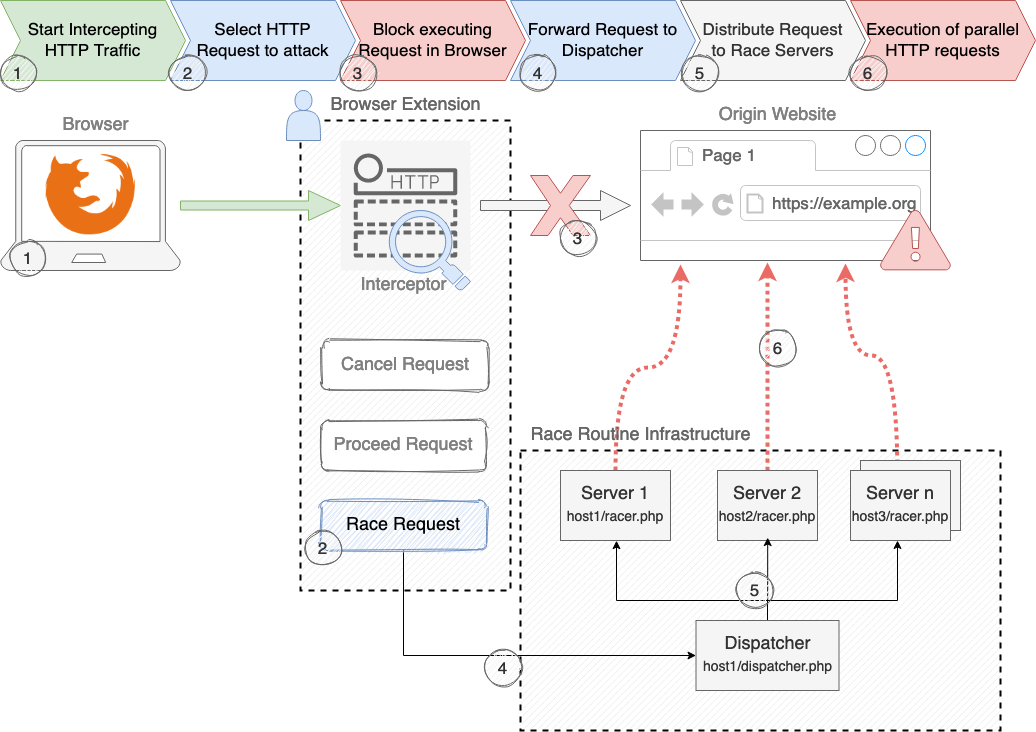 Start Intercepting
HTTP Traffic
1
Select HTTP
Request to attack
2
Block executing
Request in Browser
3
Forward Request to
Dispatcher
4
Distribute Request
to Race Servers
5
Execution of parallel
HTTP requests
6
Browser
1
Browser Extension
HTTP
Interceptor
Cancel Request
Proceed Request
Race Request
2
3
Origin Website
Page 1
https://example.org
6
Race Routine Infrastructure
Server 1
host1/racer.php
Server 2
host2/racer.php
Server n
host3/racer.php
5
Dispatcher
host1/dispatcher.php
4